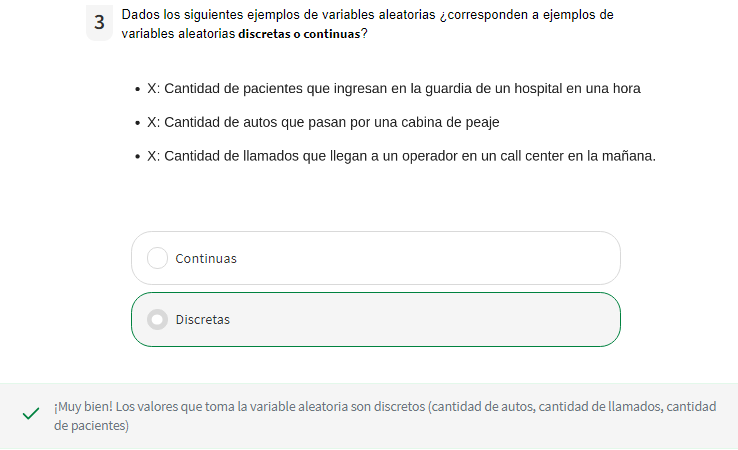 3
Dados los siguientes ejemplos de variables aleatorias ¿corresponden a ejemplos de
variables aleatorias discretas o continuas?
• X: Cantidad de pacientes que ingresan en la guardia de un hospital en una hora
• X: Cantidad de autos que pasan por una cabina de peaje
• X: Cantidad de llamados que llegan a un operador en un call center en la mañana.
Continuas
Discretas
¡Muy bien! Los valores que toma la variable aleatoria son discretos (cantidad de autos, cantidad de llamados, cantidad
de pacientes)